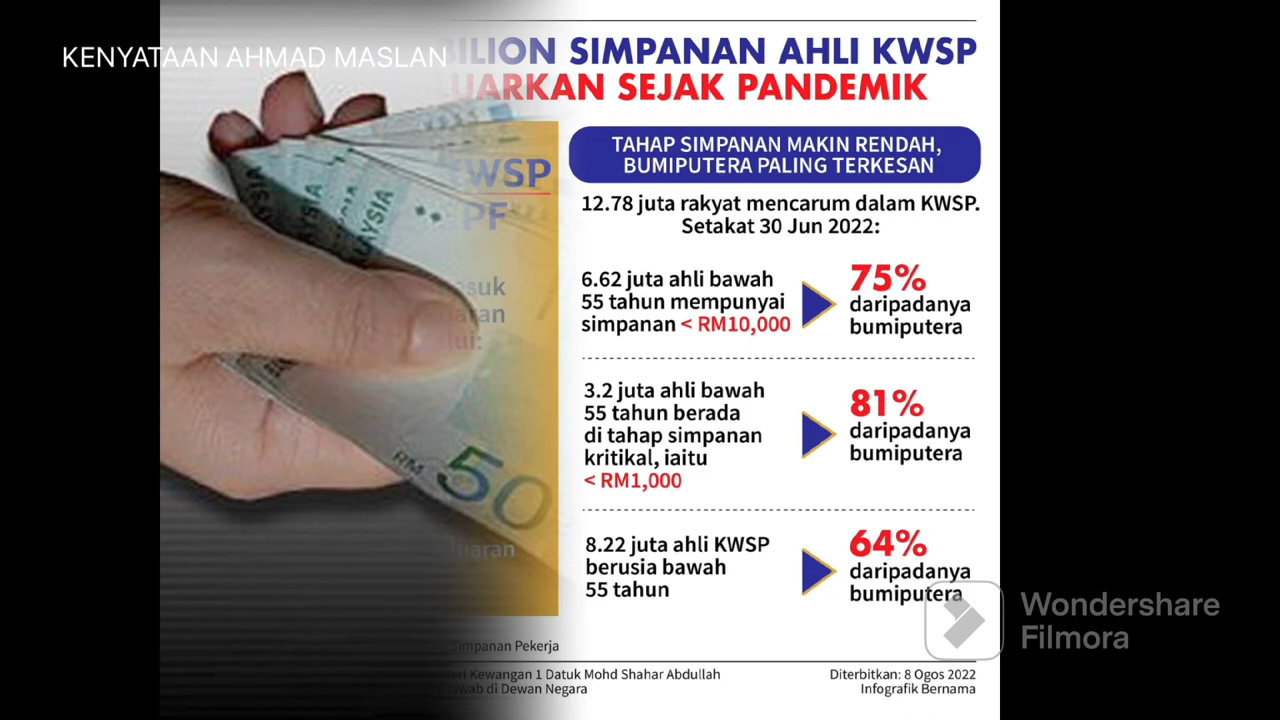 KENYATAAN AHMAD MASLAN
BILION SIMPANAN AHLI KWSP
UARKAN SEJAK PANDEMIK
TAHAP SIMPANAN MAKIN RENDAH,
BUMIPUTERA PALING TERKESAN
12.78 juta rakyat mencarum dalam KWSP.
Setakat 30 Jun 2022:
6.62 juta ahli bawah
55 tahun mempunyai
simpanan < RM10,000
75%
daripadanya
bumiputera
3.2 juta ahli bawah
55 tahun berada
di tahap simpanan
kritikal, iaitu
< RM1,000
81%
daripadanya
bumiputera
8.22 juta ahli KWSP
berusia bawah
55 tahun
64%
daripadanya
bumiputera
KWSP
RM 50
Simpanan Pekerja
Kewangan 1 Datuk Mohd Shahar Abdullah
di Dewan Negara
Diterbitkan: 8 Ogos 2022
Infografik Bernama
Wondershare
Filmora